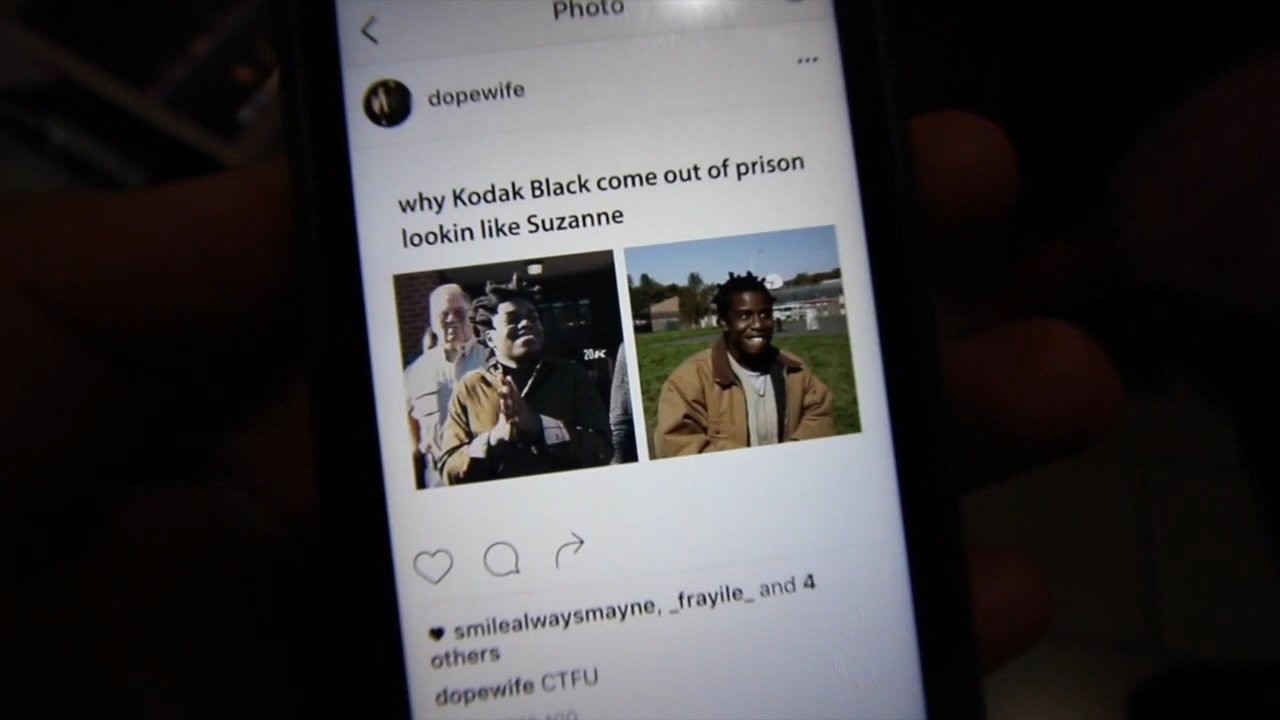 Photo
dopewife
why Kodak Black come out of prison
lookin like Suzanne
smilealwaysmayne, _frayile_ and 4
others
dopewife CTFU